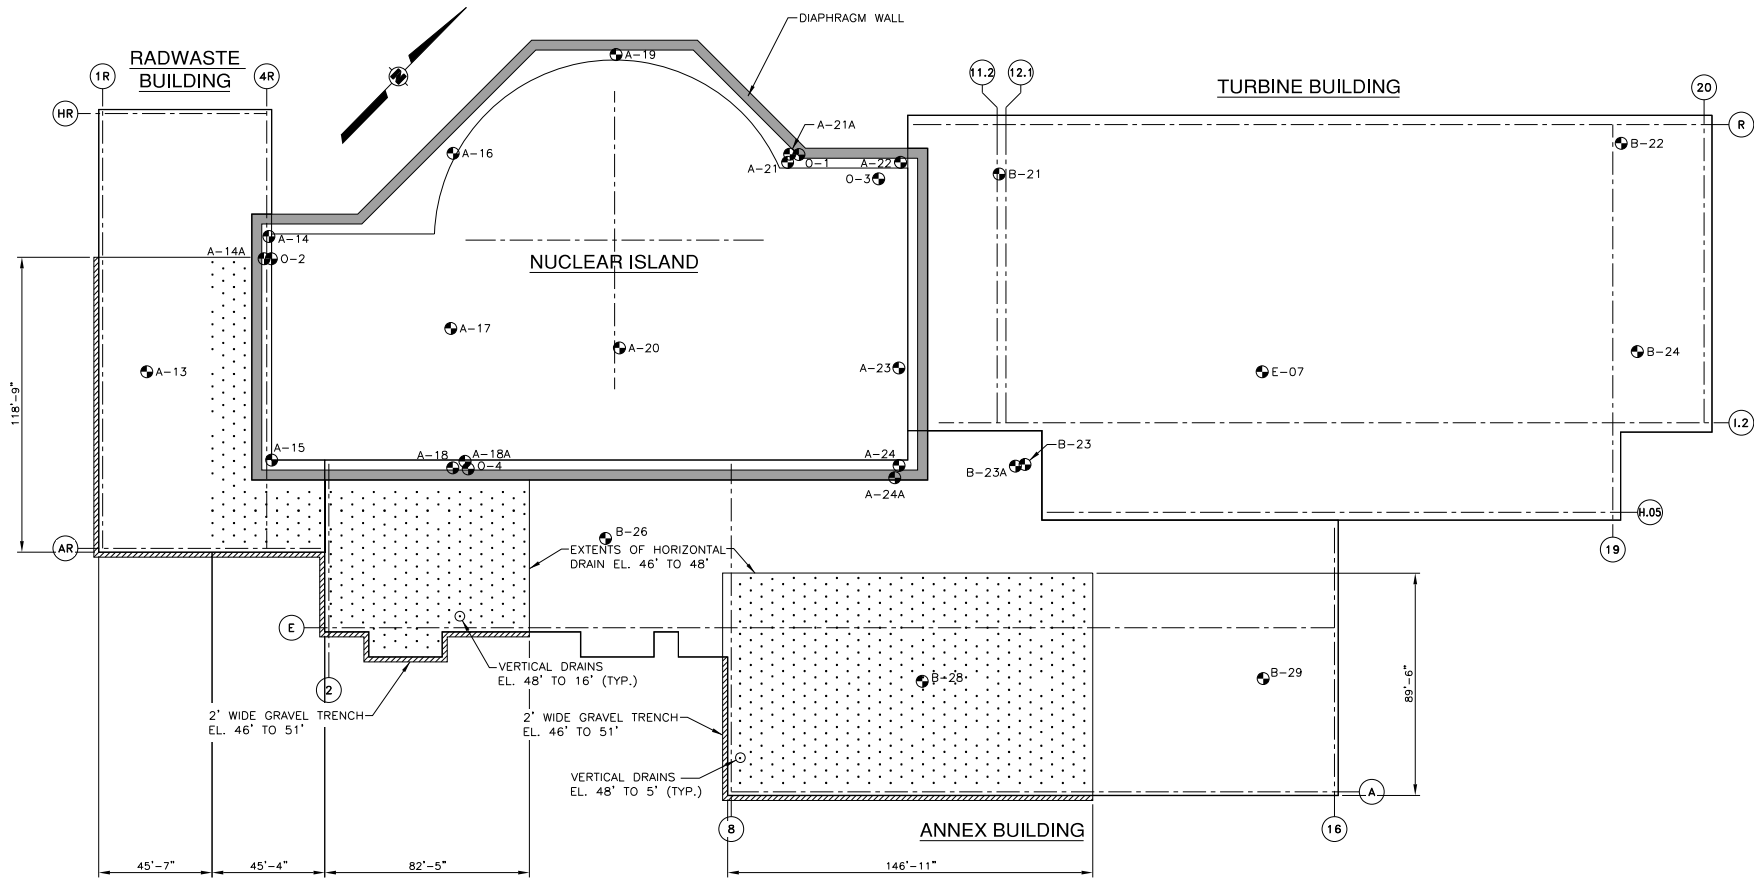 DIAPHRAGM WALL
RADWASTE
BUILDING
1R
4R
HR
N
A-19
11.2
12.1
TURBINE BUILDING
20
R
A-21A
A-16
A-21
O-1
A-22
O-3
B-21
B-22
A-14
A-14A
O-2
NUCLEAR ISLAND
A-17
A-20
A-13
A-23
E-07
B-24
118'-9"
I.2
A-15
A-18
A-18A
O-4
A-24
A-24A
B-23
B-23A
H.05
AR
19
B-26
EXTENTS OF HORIZONTAL
DRAIN EL. 46' TO 48'
E
VERTICAL DRAINS
EL. 48' TO 16' (TYP.)
2
B-28
B-29
89'-6"
2' WIDE GRAVEL TRENCH
EL. 46' TO 51'
2' WIDE GRAVEL TRENCH
EL. 46' TO 51'
VERTICAL DRAINS
EL. 48' TO 5' (TYP.)
A
8
ANNEX BUILDING
16
45'-7"
45'-4"
82'-5"
146'-11"